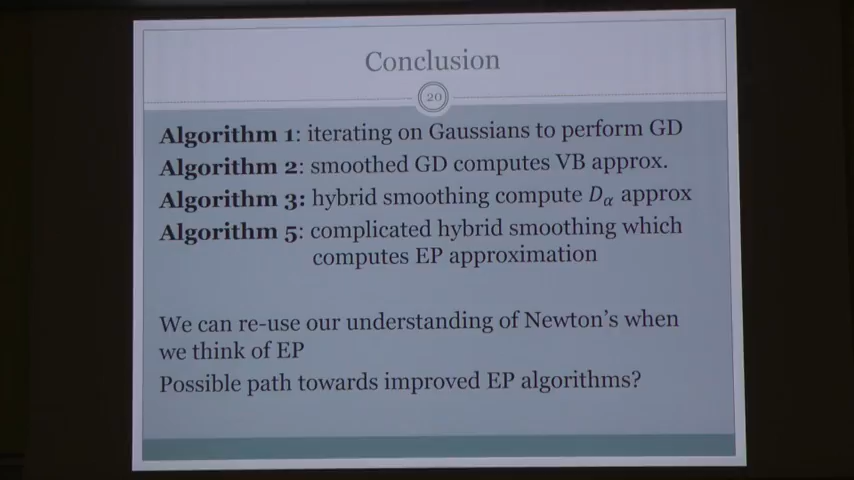 Conclusion
20
Algorithm 1: iterating on Gaussians to perform GD
Algorithm 2: smoothed GD computes VB approx.
Algorithm 3: hybrid smoothing compute Dα approx
Algorithm 5: complicated hybrid smoothing which
computes EP approximation
We can re-use our understanding of Newton's when
we think of EP
Possible path towards improved EP algorithms?